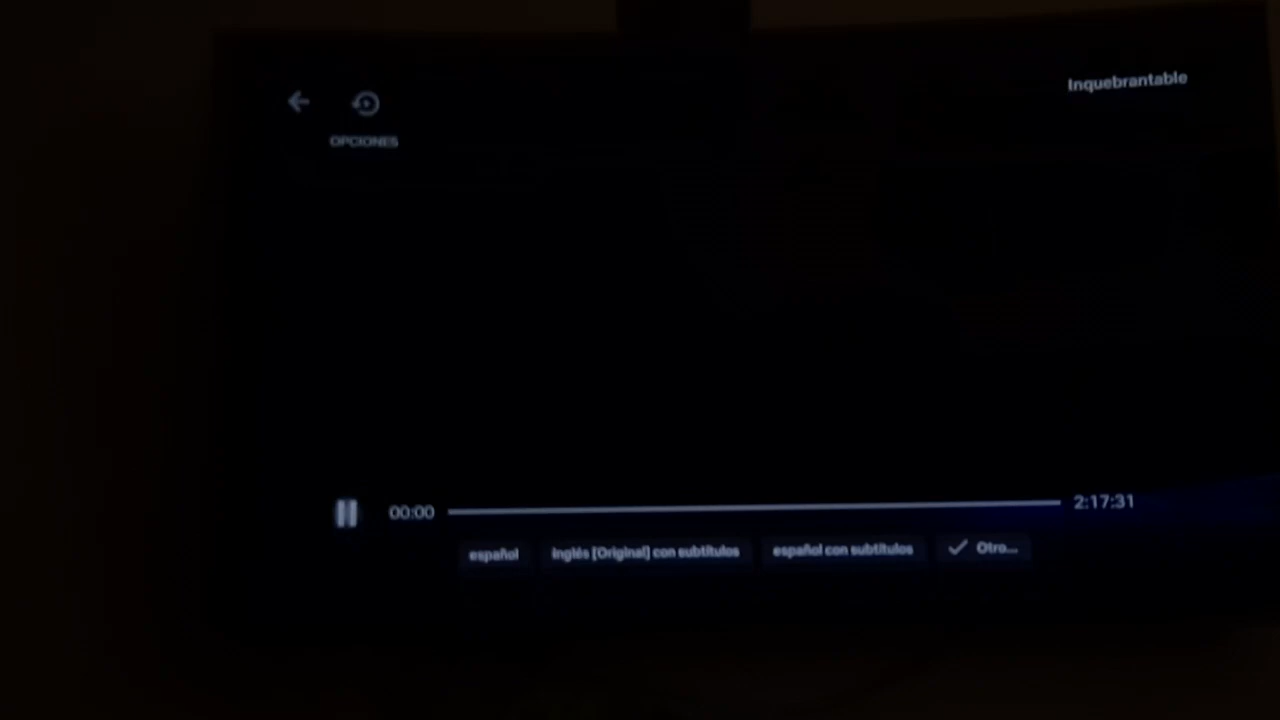 Inquebrantable
OPCIONES
00:00
2:17:31
español
inglés [Original] con subtítulos
español con subtítulos
Otro...